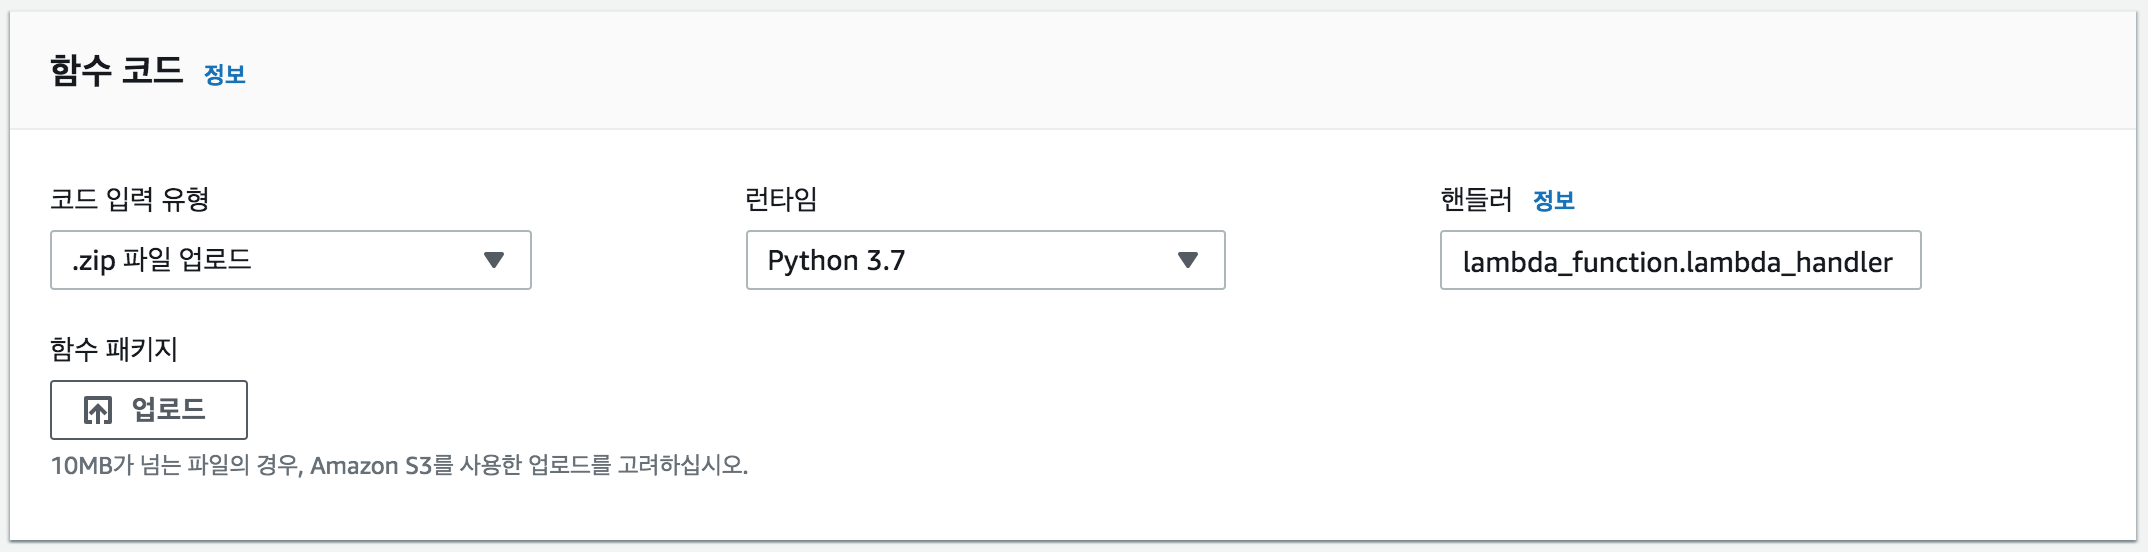 함수 코드 정보
코드 입력 유형
.zip 파일 업로드
런타임
Python 3.7
핸들러 정보
lambda_function.lambda_handler
함수 패키지
업로드
10MB가 넘는 파일의 경우, Amazon S3를 사용한 업로드를 고려하십시오.